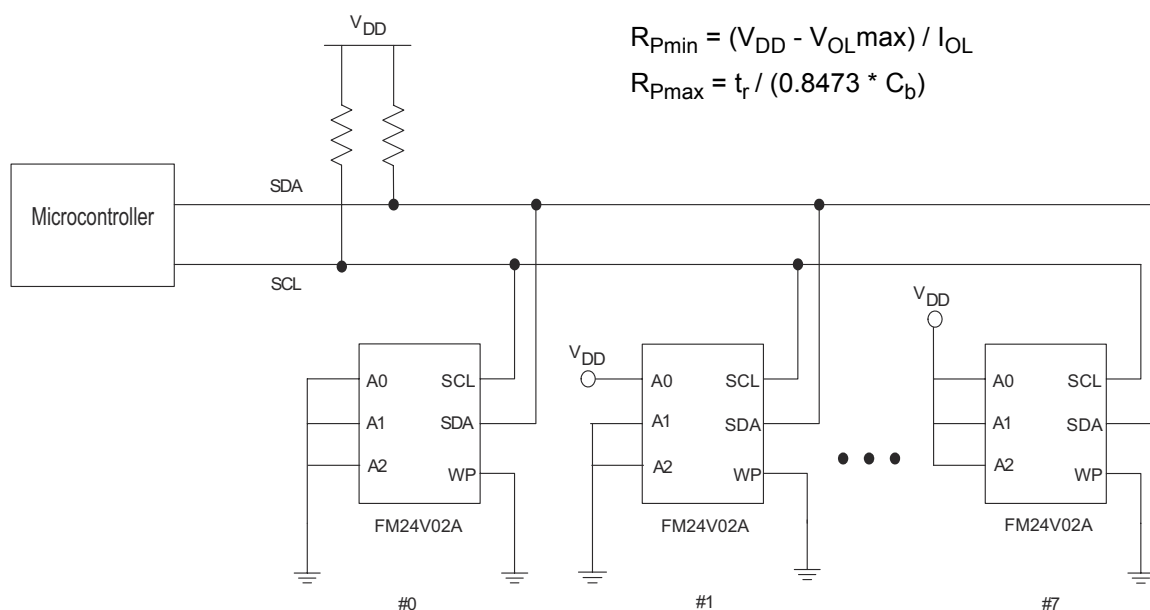 V_DD
R_Pmin = (V_DD - V_OLmax) / I_OL
R_Pmax = t_r / (0.8473 * C_b)
Microcontroller
SDA
SCL
A0
A1
A2
SCL
SDA
WP
FM24V02A
#0
V_DD
A0
A1
A2
SCL
SDA
WP
FM24V02A
#1
V_DD
A0
A1
A2
SCL
SDA
WP
FM24V02A
#7